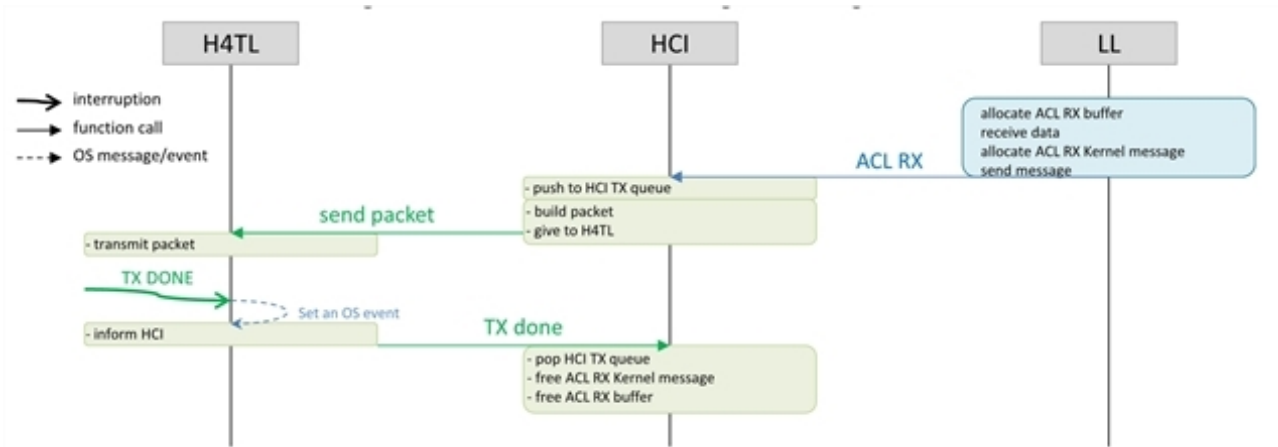 H4TL
HCI
LL
interruption
function call
OS message/event
allocate ACL RX buffer
receive data
allocate ACL RX Kernel message
send message
ACL RX
- push to HCI TX queue
- build packet
- give to H4TL
send packet
- transmit packet
TX DONE
Set an OS event
- inform HCI
TX done
- pop HCI TX queue
- free ACL RX Kernel message
- free ACL RX buffer